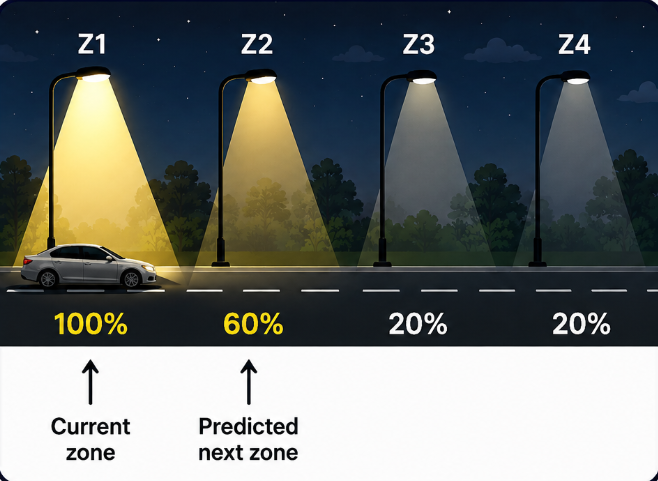 Z1 Z2 Z3 Z4
100% 60% 20% 20%
Current
zone
Predicted
next zone